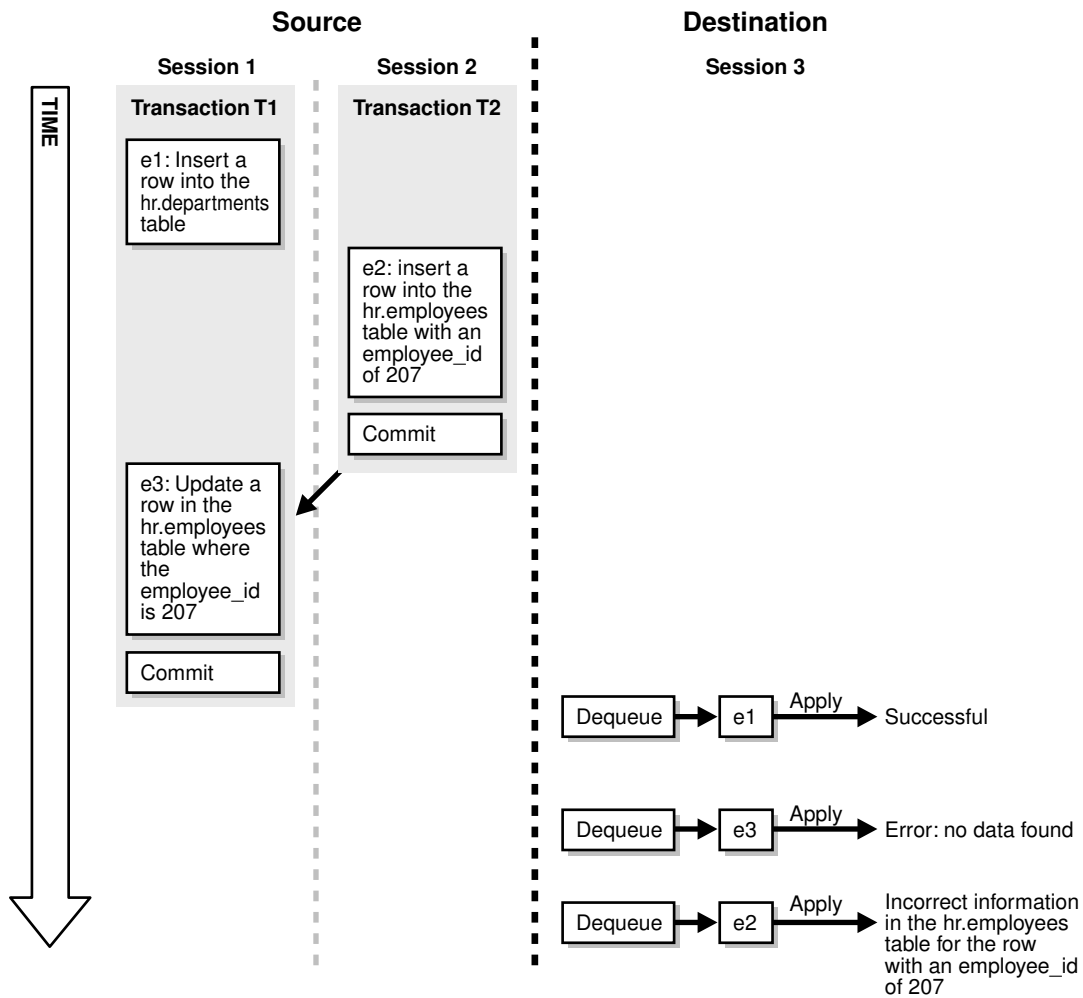 Source
Destination
Session 1
Session 2
Session 3
TIME
Transaction T1
Transaction T2
e1: Insert a
row into the
hr.departments
table
e2: insert a
row into the
hr.employees
table with an
employee_id
of 207
Commit
e3: Update a
row in the
hr.employees
table where
the
employee_id
is 207
Commit
Dequeue
e1
Apply
Successful
Dequeue
e3
Apply
Error: no data found
Dequeue
e2
Apply
Incorrect information
in the hr.employees
table for the row
with an employee_id
of 207